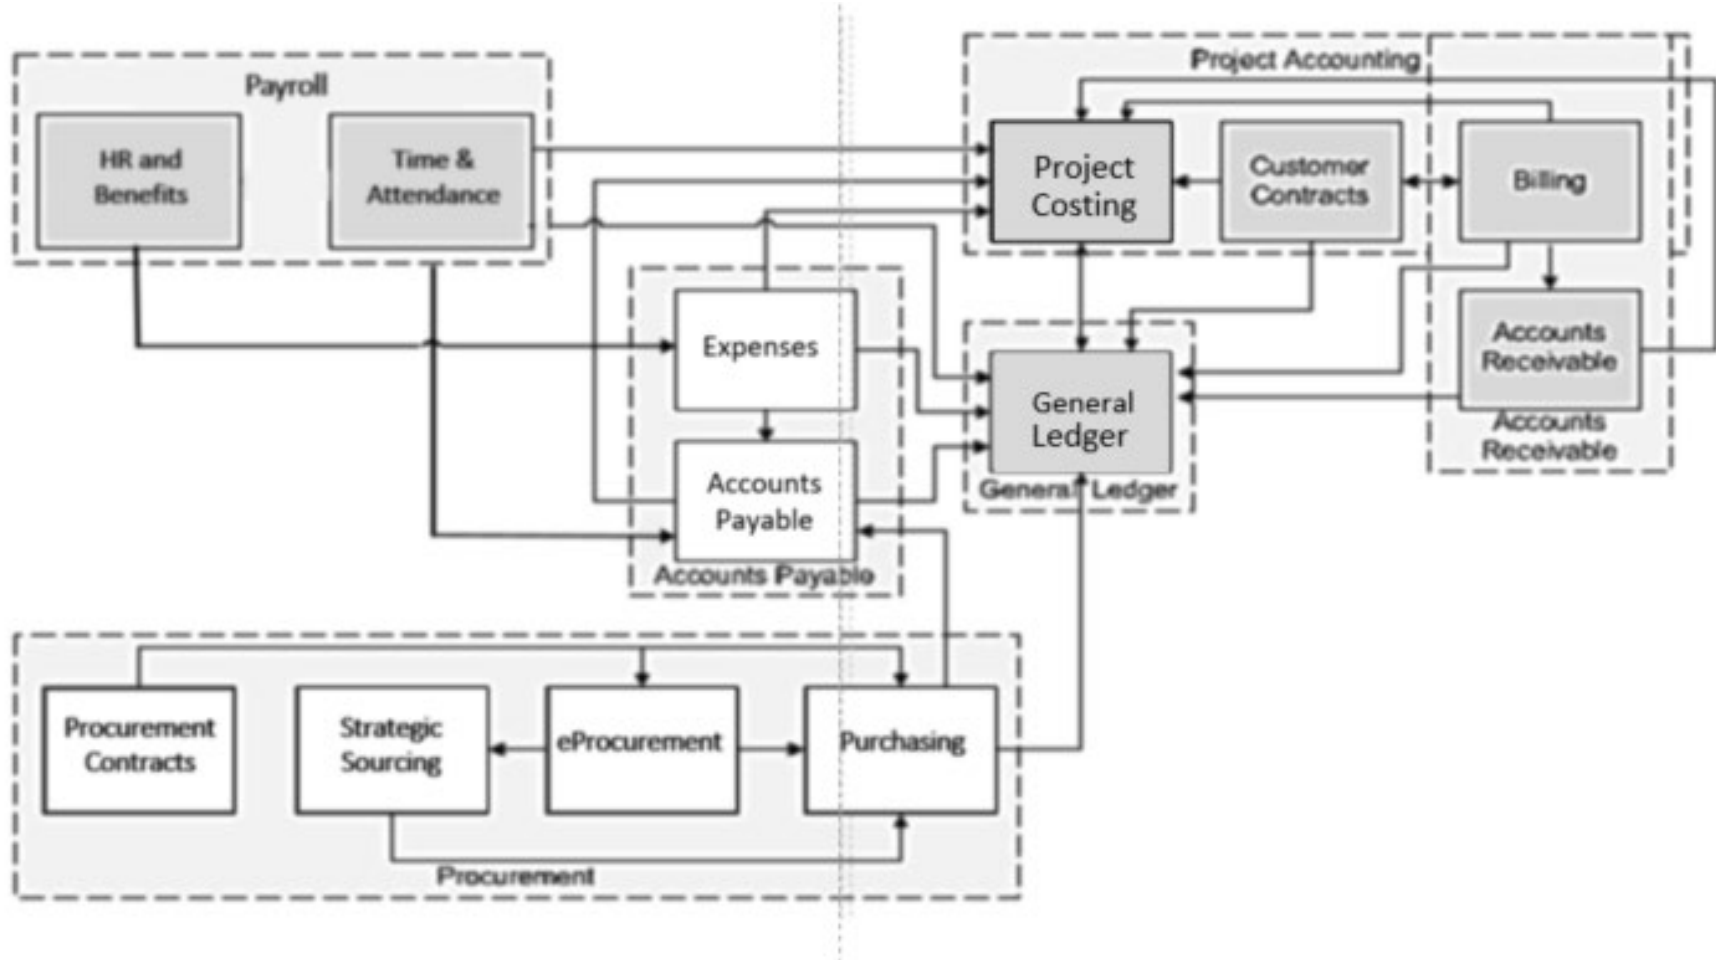 Payroll
HR and
Benefits
Time &
Attendance
Project Accounting
Project
Costing
Customer
Contracts
Billing
Accounts
Receivable
Accounts
Receivable
Expenses
Accounts
Payable
Accounts Payable
General
Ledger
General Ledger
Procurement
Contracts
Strategic
Sourcing
eProcurement
Purchasing
Procurement